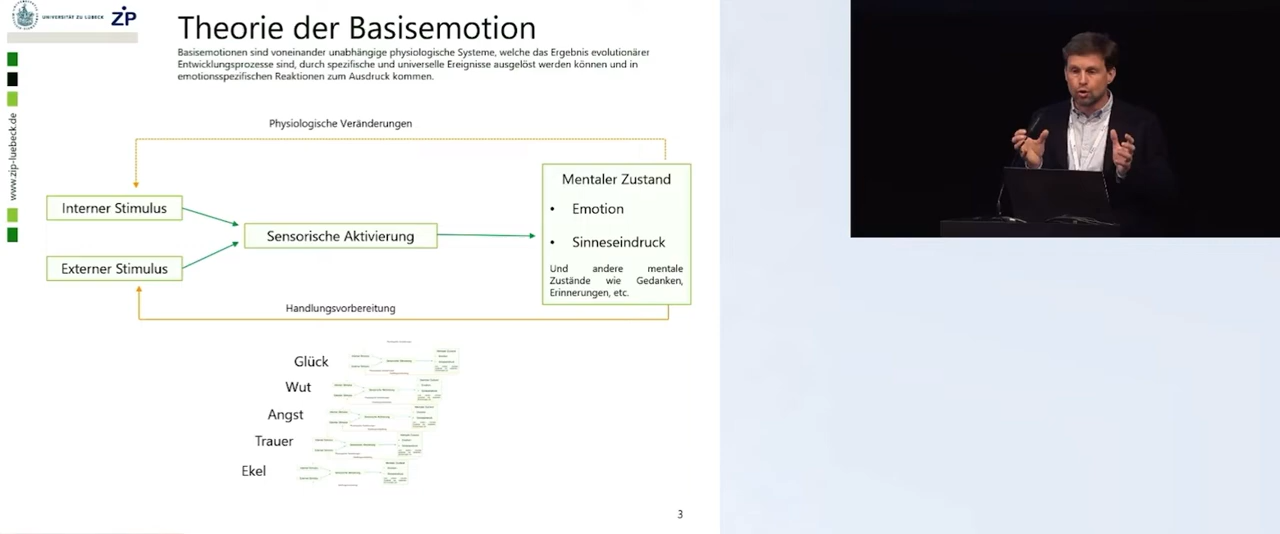 UNIVERSITÄT ZU LÜBECK
ZIP
Theorie der Basisemotion
Basisemotionen sind voneinander unabhängige physiologische Systeme, welche das Ergebnis evolutionärer
Entwicklungsprozesse sind, durch spezifische und universelle Ereignisse ausgelöst werden können und in
emotionsspezifischen Reaktionen zum Ausdruck kommen.
www.zip-luebeck.de
Physiologische Veränderungen
Interner Stimulus
Externer Stimulus
Sensorische Aktivierung
Mentaler Zustand
• Emotion
• Sinneseindruck
Und andere mentale
Zustände wie Gedanken,
Erinnerungen, etc.
Handlungsvorbereitung
Glück
Wut
Angst
Trauer
Ekel
3